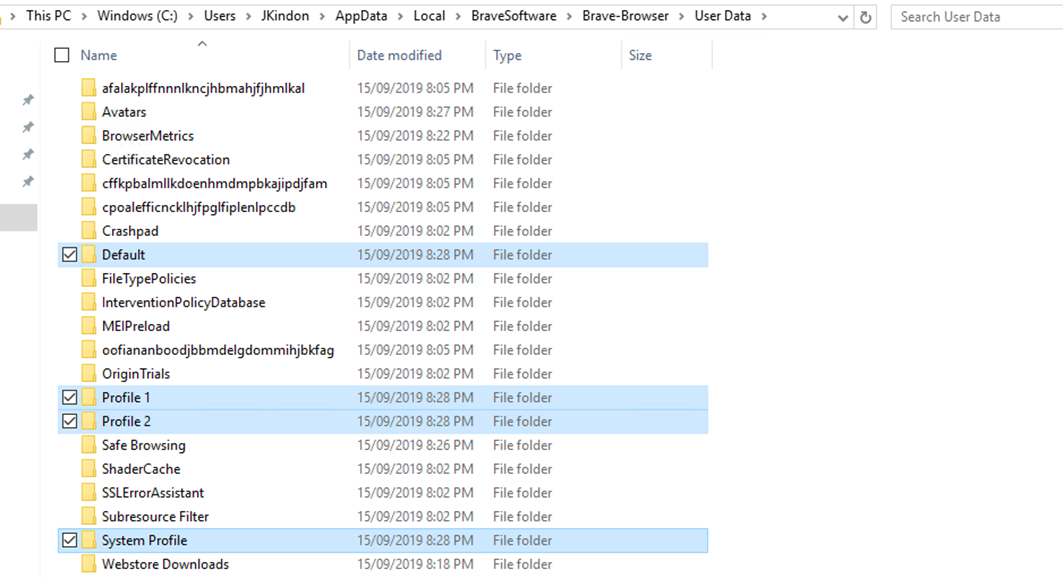 This PC > Windows (C:) > Users > JKindon > AppData > Local > BraveSoftware > Brave-Browser > User Data > Search User Data
Name Date modified Type Size
afalakplffnnnlkncjhbmahjfjhmlkal 15/09/2019 8:05 PM File folder
Avatars 15/09/2019 8:27 PM File folder
BrowserMetrics 15/09/2019 8:22 PM File folder
CertificateRevocation 15/09/2019 8:05 PM File folder
cffkpbalmllkdoenhmdmpbkajipdjfam 15/09/2019 8:05 PM File folder
cpoalefficncklhjfpglfiplenlpccdb 15/09/2019 8:05 PM File folder
Crashpad 15/09/2019 8:02 PM File folder
Default 15/09/2019 8:28 PM File folder
FileTypePolicies 15/09/2019 8:02 PM File folder
InterventionPolicyDatabase 15/09/2019 8:02 PM File folder
MEIPreload 15/09/2019 8:02 PM File folder
oofiananboodjbbmdelgdommihjbkfag 15/09/2019 8:05 PM File folder
OriginTrials 15/09/2019 8:02 PM File folder
Profile 1 15/09/2019 8:28 PM File folder
Profile 2 15/09/2019 8:28 PM File folder
Safe Browsing 15/09/2019 8:26 PM File folder
ShaderCache 15/09/2019 8:02 PM File folder
SSLErrorAssistant 15/09/2019 8:02 PM File folder
Subresource Filter 15/09/2019 8:02 PM File folder
System Profile 15/09/2019 8:28 PM File folder
Webstore Downloads 15/09/2019 8:18 PM File folder